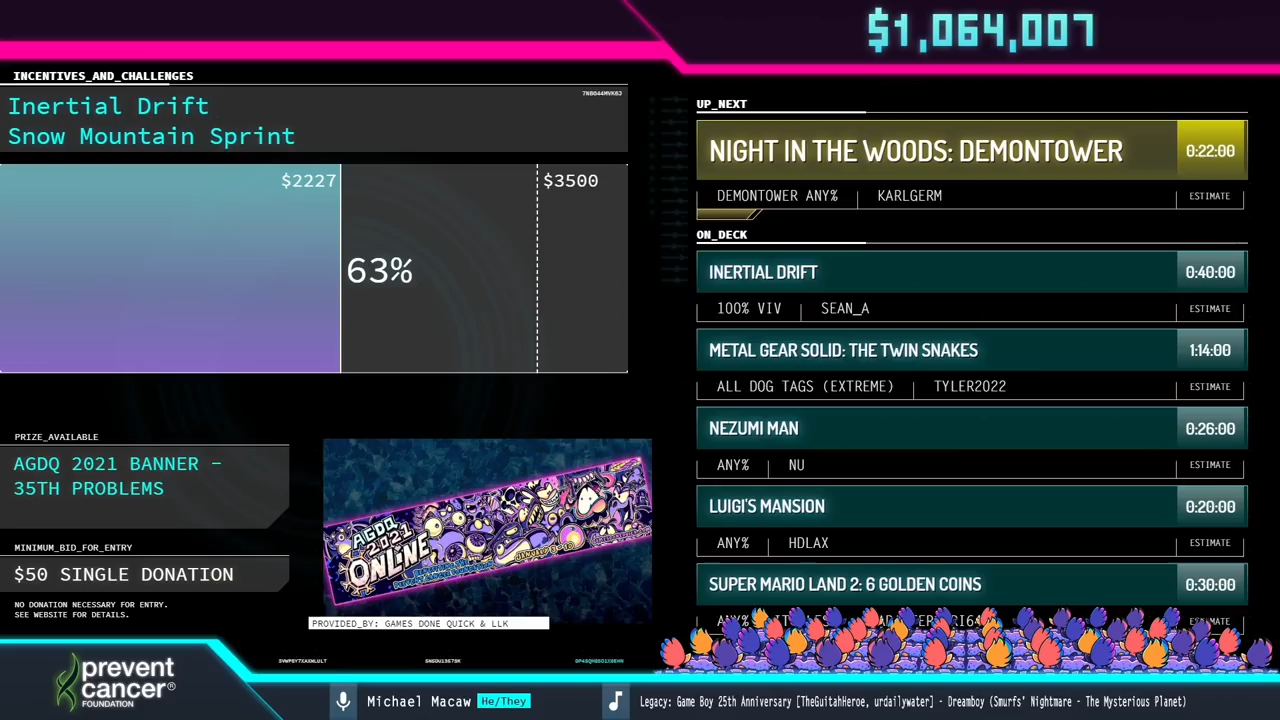 $1,064,007
INCENTIVES_AND_CHALLENGES
Inertial Drift
Snow Mountain Sprint
$2227
$3500
63%
UP_NEXT
NIGHT IN THE WOODS: DEMONTOWER
0:22:00
DEMONTOWER ANY%
KARLGERM
ESTIMATE
ON_DECK
INERTIAL DRIFT
0:40:00
100% VIV
SEAN_A
ESTIMATE
METAL GEAR SOLID: THE TWIN SNAKES
1:14:00
ALL DOG TAGS (EXTREME)
TYLER2022
ESTIMATE
NEZUMI MAN
0:26:00
ANY%
NU
ESTIMATE
LUIGI'S MANSION
0:20:00
ANY%
HDLAX
ESTIMATE
SUPER MARIO LAND 2: 6 GOLDEN COINS
0:30:00
ANY%
ESTIMATE
PRIZE_AVAILABLE
AGDQ 2021 BANNER -
35TH PROBLEMS
MINIMUM_BID_FOR_ENTRY
$50 SINGLE DONATION
NO DONATION NECESSARY FOR ENTRY.
SEE WEBSITE FOR DETAILS.
AGDQ
2021
ONLINE
PROVIDED_BY: GAMES DONE QUICK & LLK
prevent
cancer®
FOUNDATION
Michael Macaw
He/They
Legacy: Game Boy 25th Anniversary [TheGuitahHeroe, urdailywater] - Dreamboy (Smurfs' Nightmare - The Mysterious Planet)